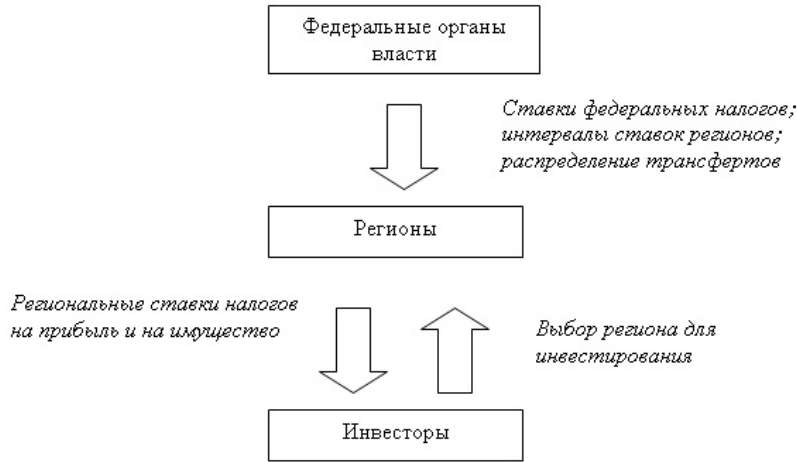 Федеральные органы
власти
Ставки федеральных налогов;
интервалы ставок регионов;
распределение трансфертов
Регионы
Региональные ставки налогов
на прибыль и на имущество
Выбор региона для
инвестирования
Инвесторы